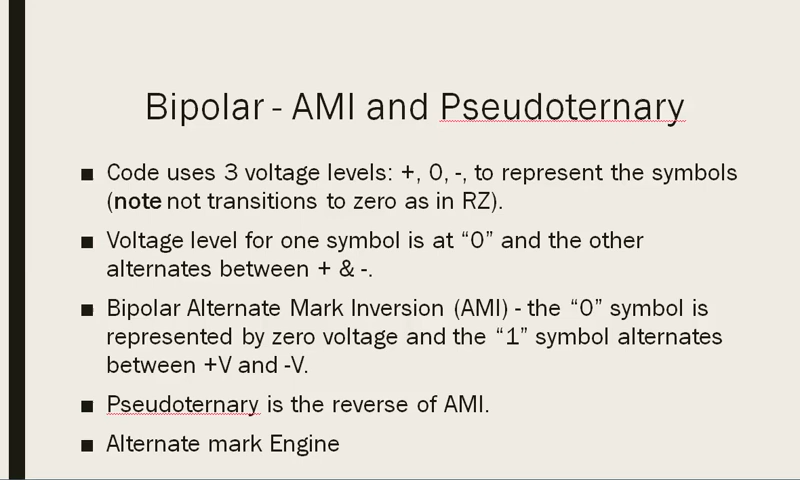 Bipolar - AMI and Pseudoternary
■ Code uses 3 voltage levels: +, 0, -, to represent the symbols
(note not transitions to zero as in RZ).
■ Voltage level for one symbol is at “0” and the other
alternates between + & -.
■ Bipolar Alternate Mark Inversion (AMI) - the “0” symbol is
represented by zero voltage and the “1” symbol alternates
between +V and -V.
■ Pseudoternary is the reverse of AMI.
■ Alternate mark Engine